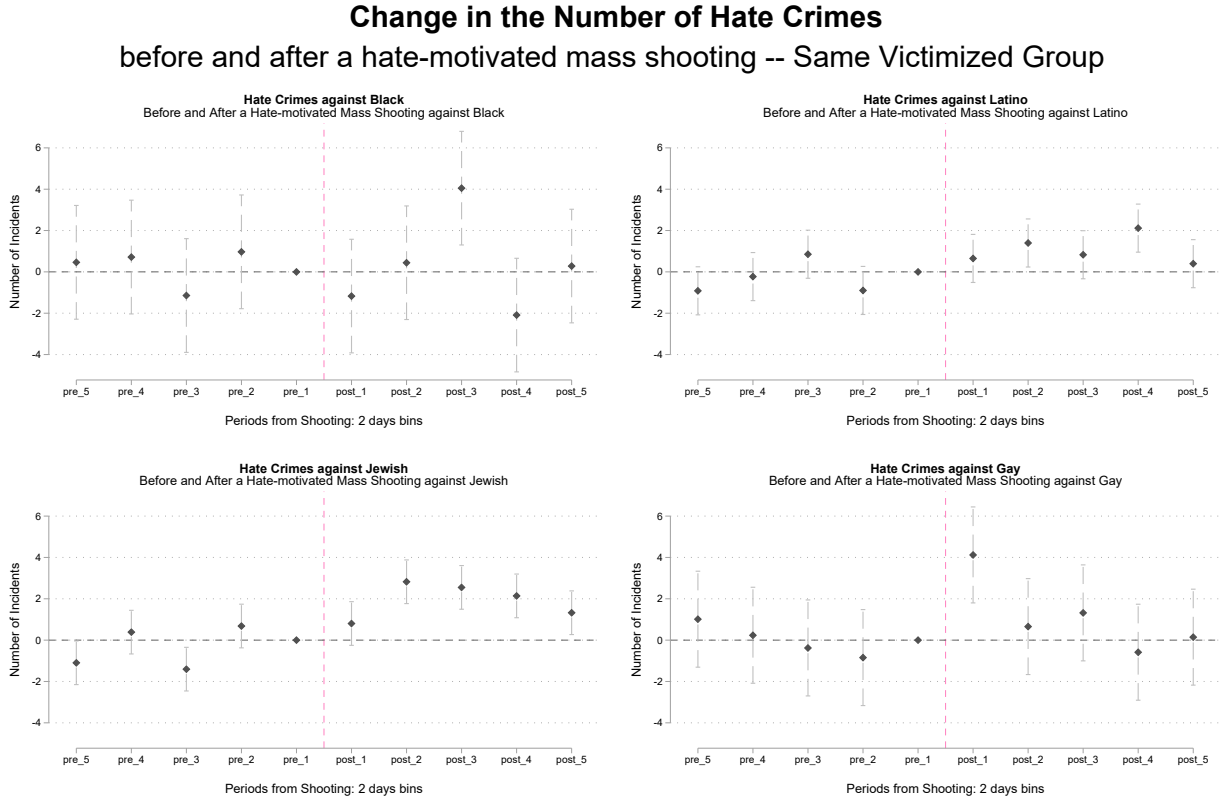 Change in the Number of Hate Crimes
before and after a hate-motivated mass shooting -- Same Victimized Group
Hate Crimes against Black
Before and After a Hate-motivated Mass Shooting against Black
Number of Incidents
6
4
2
0
-2
-4
pre_5 pre_4 pre_3 pre_2 pre_1 post_1 post_2 post_3 post_4 post_5
Periods from Shooting: 2 days bins
Hate Crimes against Latino
Before and After a Hate-motivated Mass Shooting against Latino
Number of Incidents
6
4
2
0
-2
-4
pre_5 pre_4 pre_3 pre_2 pre_1 post_1 post_2 post_3 post_4 post_5
Periods from Shooting: 2 days bins
Hate Crimes against Jewish
Before and After a Hate-motivated Mass Shooting against Jewish
Number of Incidents
6
4
2
0
-2
-4
pre_5 pre_4 pre_3 pre_2 pre_1 post_1 post_2 post_3 post_4 post_5
Periods from Shooting: 2 days bins
Hate Crimes against Gay
Before and After a Hate-motivated Mass Shooting against Gay
Number of Incidents
6
4
2
0
-2
-4
pre_5 pre_4 pre_3 pre_2 pre_1 post_1 post_2 post_3 post_4 post_5
Periods from Shooting: 2 days bins